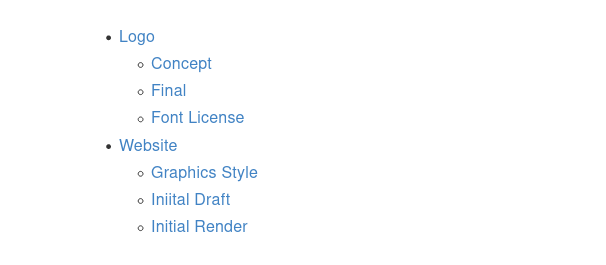 Logo
Concept
Final
Font License
Website
Graphics Style
Iniital Draft
Initial Render